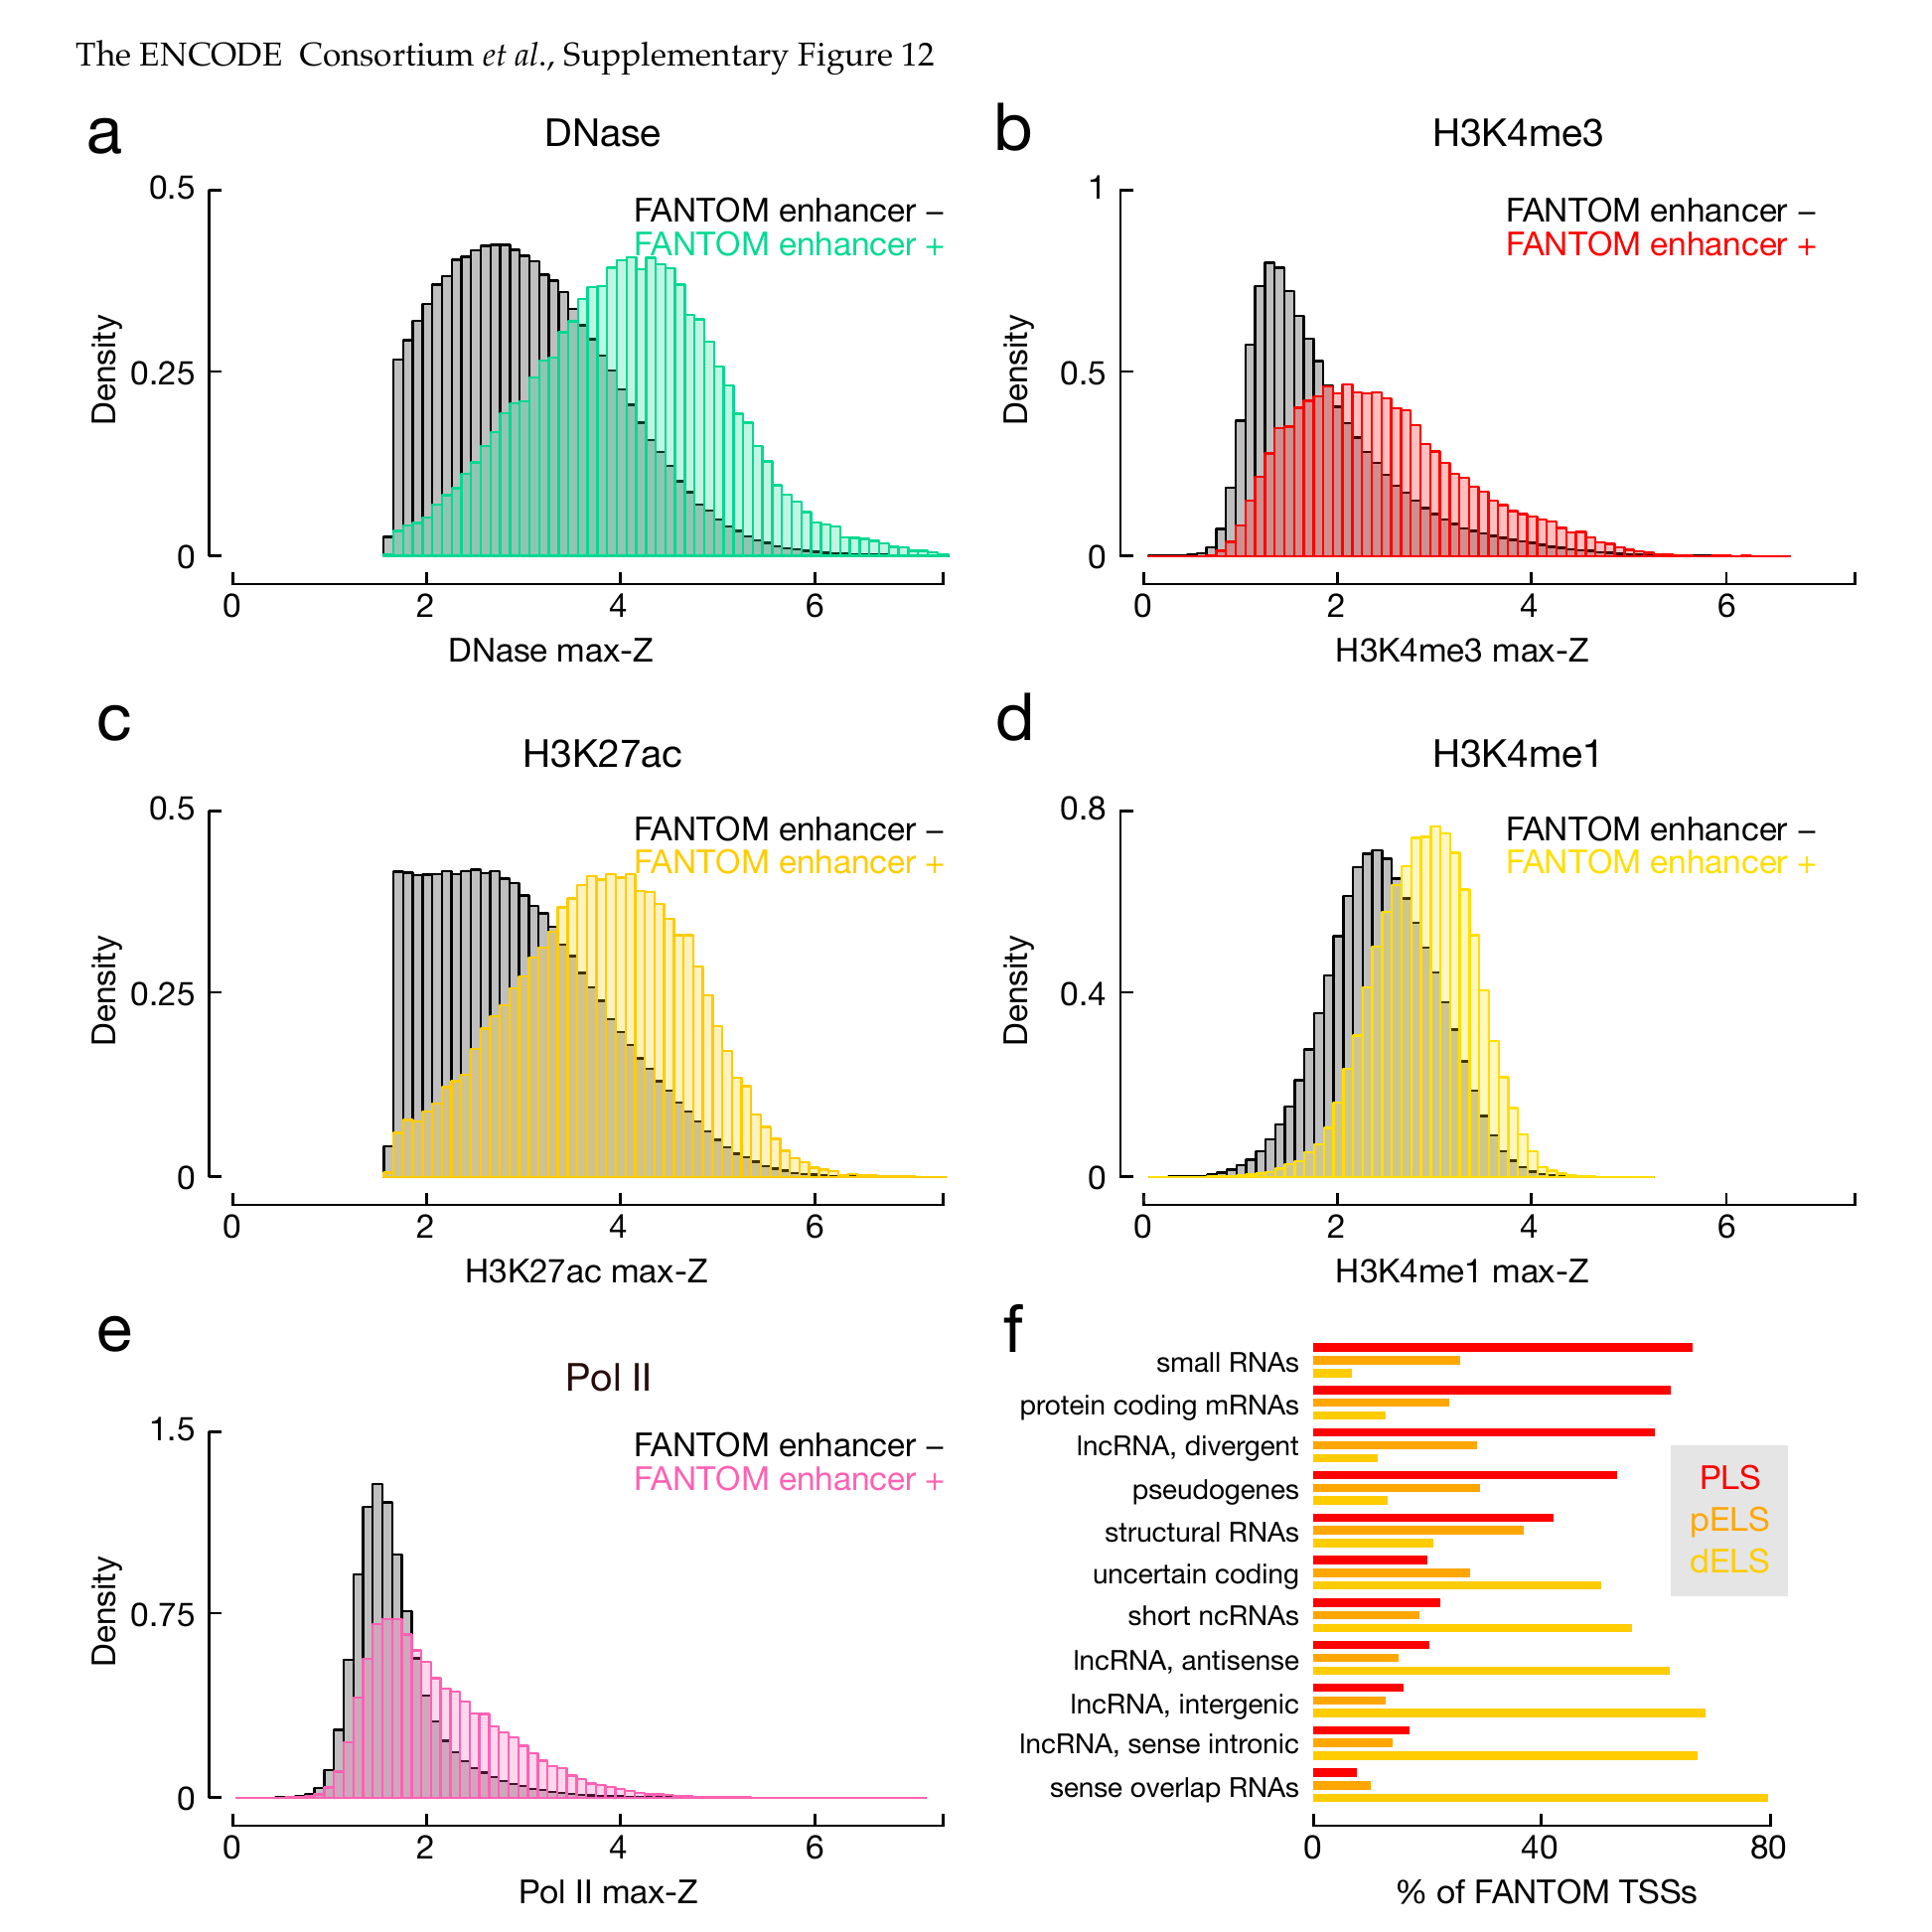 The ENCODE Consortium et al., Supplementary Figure 12
a
DNase
FANTOM enhancer –
FANTOM enhancer +
Density
0.5
0.25
0
0 2 4 6
DNase max-Z
b
H3K4me3
FANTOM enhancer –
FANTOM enhancer +
Density
1
0.5
0
0 2 4 6
H3K4me3 max-Z
c
H3K27ac
FANTOM enhancer –
FANTOM enhancer +
Density
0.5
0.25
0
0 2 4 6
H3K27ac max-Z
d
H3K4me1
FANTOM enhancer –
FANTOM enhancer +
Density
0.8
0.4
0
0 2 4 6
H3K4me1 max-Z
e
Pol II
FANTOM enhancer –
FANTOM enhancer +
Density
1.5
0.75
0
0 2 4 6
Pol II max-Z
f
small RNAs
protein coding mRNAs
lncRNA, divergent
pseudogenes
structural RNAs
uncertain coding
short ncRNAs
lncRNA, antisense
lncRNA, intergenic
lncRNA, sense intronic
sense overlap RNAs
PLS
pELS
dELS
0 40 80
% of FANTOM TSSs